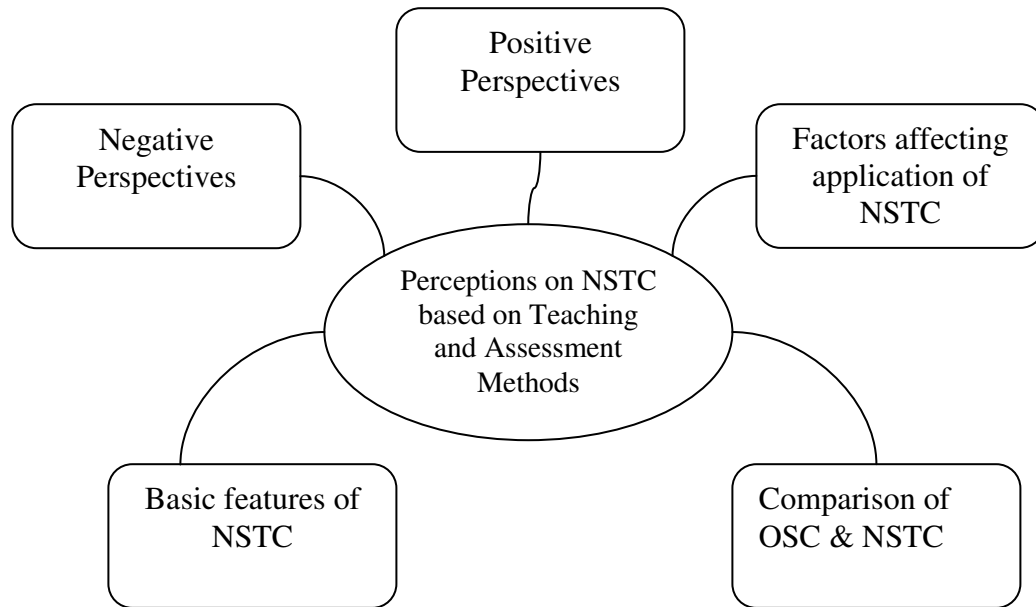 Positive
Perspectives
Negative
Perspectives
Factors affecting
application of
NSTC
Perceptions on NSTC
based on Teaching
and Assessment
Methods
Basic features of
NSTC
Comparison of
OSC & NSTC